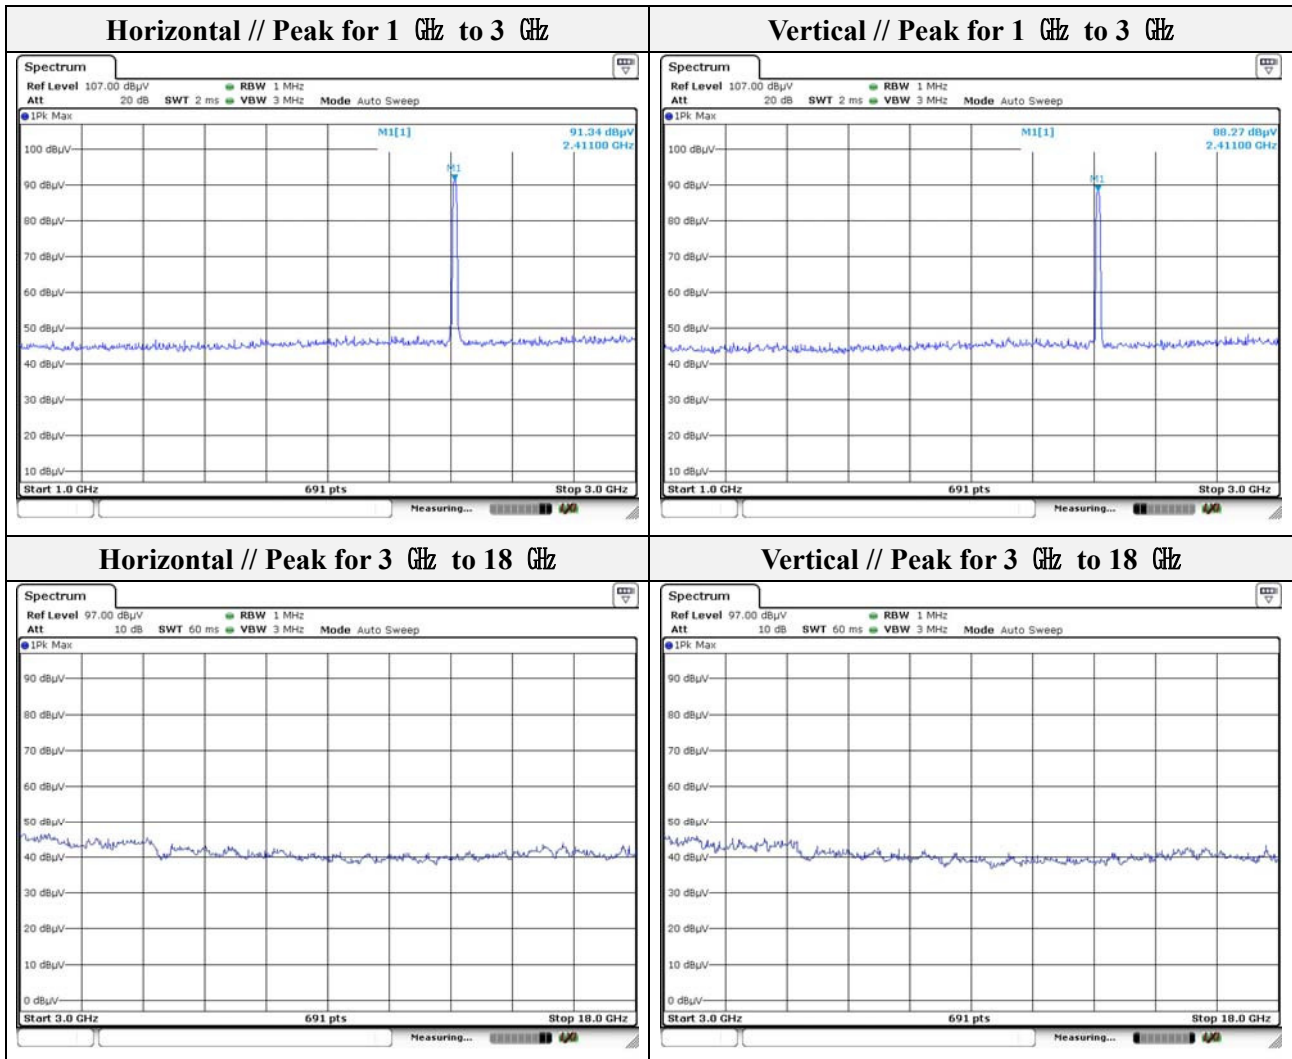 Horizontal // Peak for 1 ㎓ to 3 ㎓
Spectrum
Ref Level 107.00 dBµV RBW 1 MHz
Att 20 dB SWT 2 ms VBW 3 MHz Mode Auto Sweep
1Pk Max
M1[1] 91.34 dBµV
2.41100 GHz
M1
100 dBµV
90 dBµV
80 dBµV
70 dBµV
60 dBµV
50 dBµV
40 dBµV
30 dBµV
20 dBµV
10 dBµV
Start 1.0 GHz 691 pts Stop 3.0 GHz
Measuring...
Vertical // Peak for 1 ㎓ to 3 ㎓
Spectrum
Ref Level 107.00 dBµV RBW 1 MHz
Att 20 dB SWT 2 ms VBW 3 MHz Mode Auto Sweep
1Pk Max
M1[1] 88.27 dBµV
2.41100 GHz
M1
100 dBµV
90 dBµV
80 dBµV
70 dBµV
60 dBµV
50 dBµV
40 dBµV
30 dBµV
20 dBµV
10 dBµV
Start 1.0 GHz 691 pts Stop 3.0 GHz
Measuring...
Horizontal // Peak for 3 ㎓ to 18 ㎓
Spectrum
Ref Level 97.00 dBµV RBW 1 MHz
Att 10 dB SWT 60 ms VBW 3 MHz Mode Auto Sweep
1Pk Max
90 dBµV
80 dBµV
70 dBµV
60 dBµV
50 dBµV
40 dBµV
30 dBµV
20 dBµV
10 dBµV
0 dBµV
Start 3.0 GHz 691 pts Stop 18.0 GHz
Measuring...
Vertical // Peak for 3 ㎓ to 18 ㎓
Spectrum
Ref Level 97.00 dBµV RBW 1 MHz
Att 10 dB SWT 60 ms VBW 3 MHz Mode Auto Sweep
1Pk Max
90 dBµV
80 dBµV
70 dBµV
60 dBµV
50 dBµV
40 dBµV
30 dBµV
20 dBµV
10 dBµV
0 dBµV
Start 3.0 GHz 691 pts Stop 18.0 GHz
Measuring...